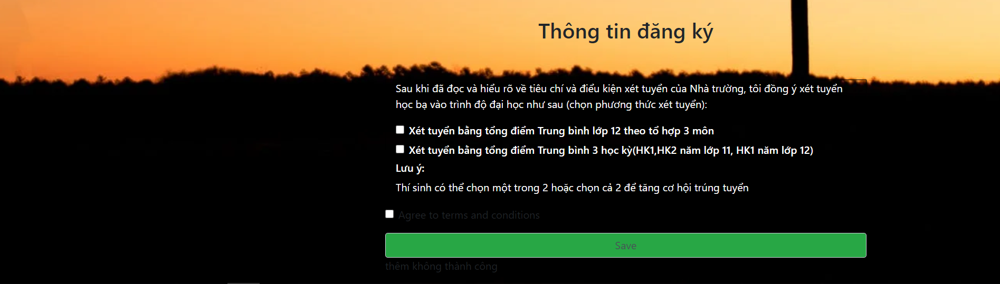 Thông tin đăng ký
Sau khi đã đọc và hiểu rõ về tiêu chí và điểu kiện xét tuyển của Nhà trường, tôi đồng ý xét tuyển
học bạ vào trình độ đại học như sau (chọn phương thức xét tuyển):
Xét tuyển bằng tổng điểm Trung bình lớp 12 theo tổ hợp 3 môn
Xét tuyển bằng tổng điểm Trung bình 3 học kỳ(HK1,HK2 năm lớp 11, HK1 năm lớp 12)
Lưu ý:
Thí sinh có thể chọn một trong 2 hoặc chọn cả 2 để tăng cơ hội trúng tuyển
Agree to terms and conditions
Save
thêm không thành công